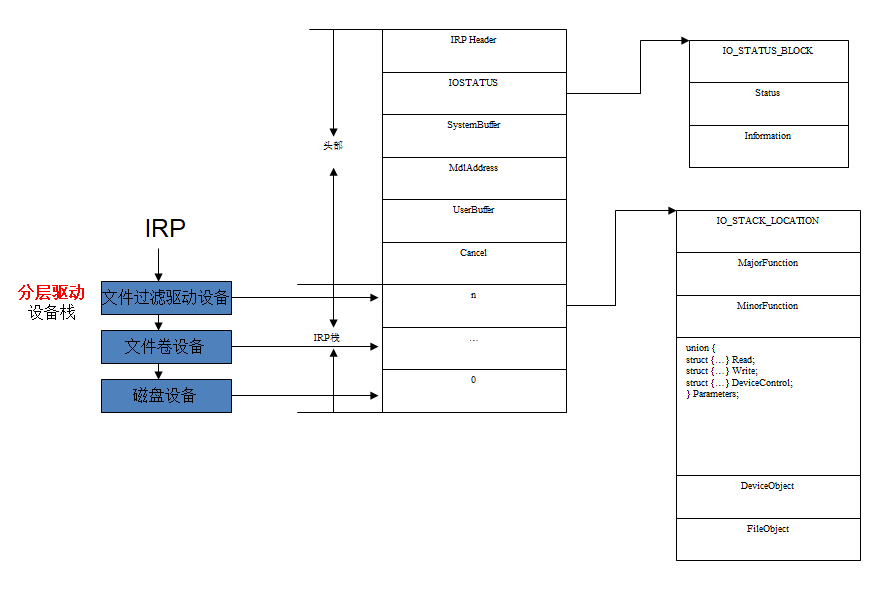 IRP
分层驱动
设备栈
文件过滤驱动设备
文件卷设备
磁盘设备
头部
IRP栈
IRP Header
IOSTATUS
SystemBuffer
MdlAddress
UserBuffer
Cancel
n
...
0
IO_STATUS_BLOCK
Status
Information
IO_STACK_LOCATION
MajorFunction
MinorFunction
union {
struct {...} Read;
struct {...} Write;
struct {...} DeviceControl;
} Parameters;
DeviceObject
FileObject